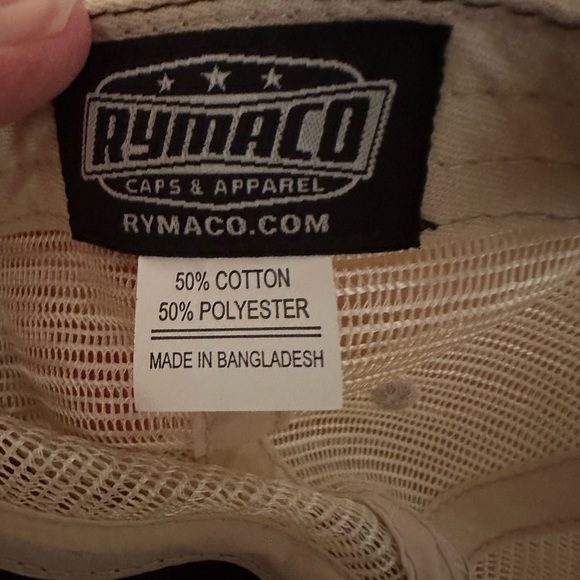 RYMACO
CAPS & APPAREL
RYMACO.COM
50% COTTON
50% POLYESTER
MADE IN BANGLADESH